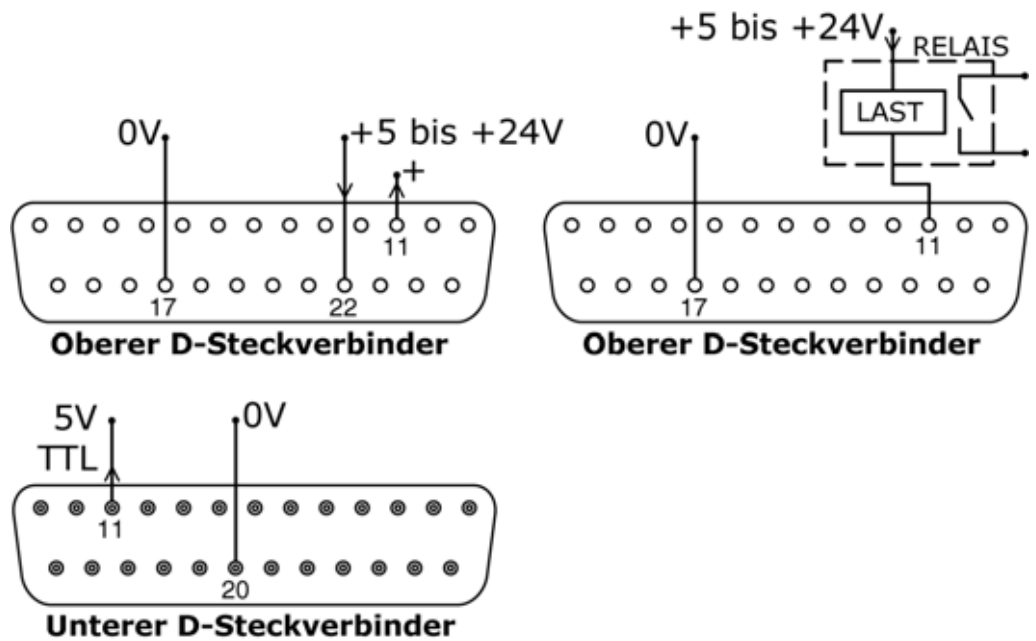 0V
+5 bis +24V
+
11
17
22
Oberer D-Steckverbinder
+5 bis +24V
RELAIS
LAST
0V
11
17
Oberer D-Steckverbinder
5V
TTL
0V
11
20
Unterer D-Steckverbinder